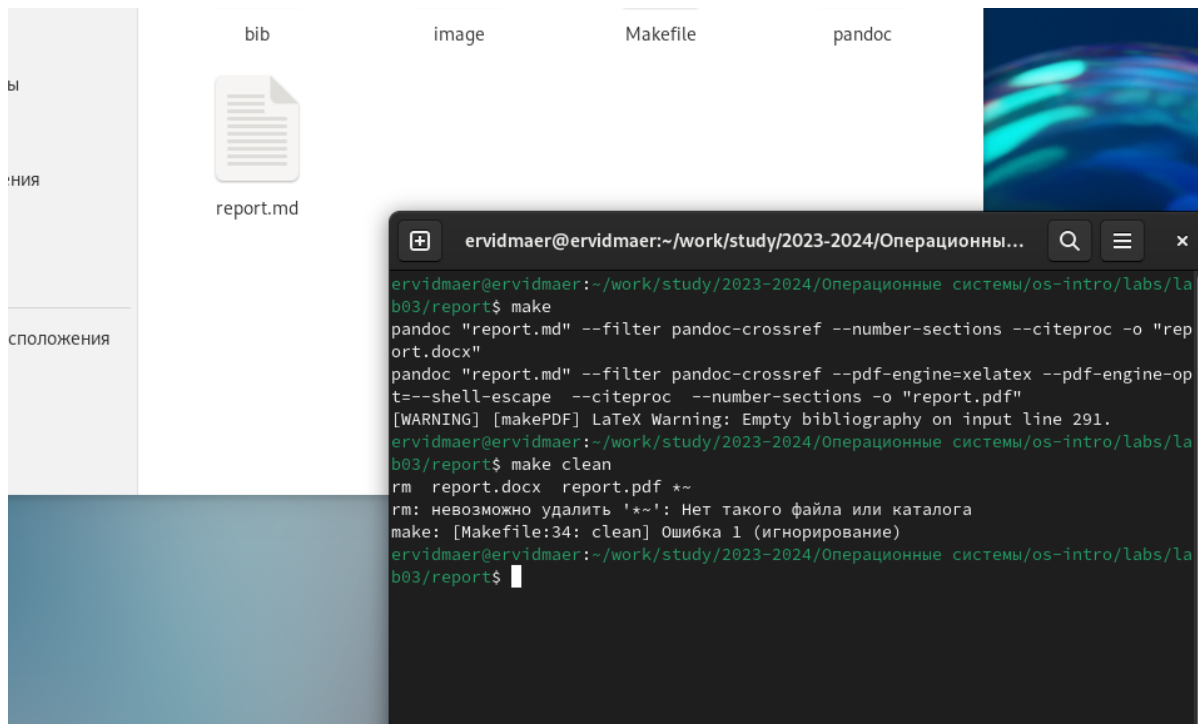 bib
image
Makefile
pandoc
ы
ния
report.md
сположения
ervidmaer@ervidmaer:~/work/study/2023-2024/Операционны...
ervidmaer@ervidmaer:~/work/study/2023-2024/Операционные системы/os-intro/labs/la
b03/report$ make
pandoc "report.md" --filter pandoc-crossref --number-sections --citeproc -o "rep
ort.docx"
pandoc "report.md" --filter pandoc-crossref --pdf-engine=xelatex --pdf-engine-op
t=--shell-escape  --citeproc  --number-sections -o "report.pdf"
[WARNING] [makePDF] LaTeX Warning: Empty bibliography on input line 291.
ervidmaer@ervidmaer:~/work/study/2023-2024/Операционные системы/os-intro/labs/la
b03/report$ make clean
rm  report.docx  report.pdf *~
rm: невозможно удалить '*~': Нет такого файла или каталога
make: [Makefile:34: clean] Ошибка 1 (игнорирование)
ervidmaer@ervidmaer:~/work/study/2023-2024/Операционные системы/os-intro/labs/la
b03/report$